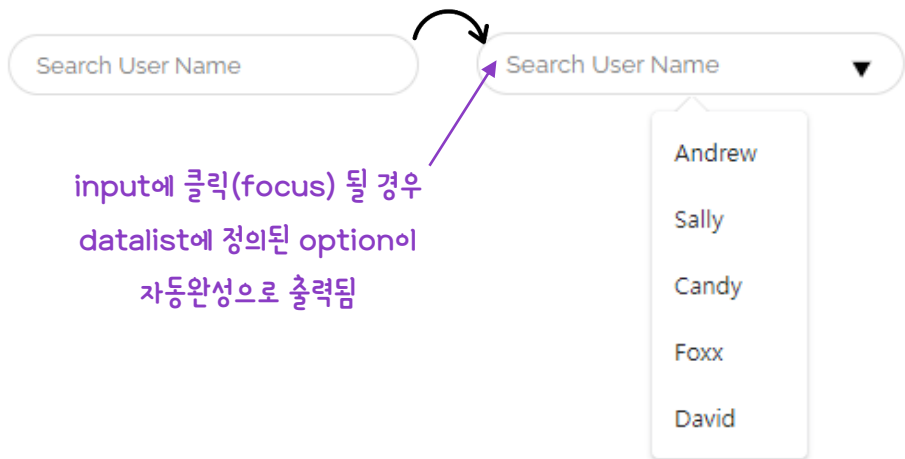 Search User Name
Search User Name
input에 클릭(focus) 될 경우
datalist에 정의된 option이
자동완성으로 출력됨
Andrew
Sally
Candy
Foxx
David